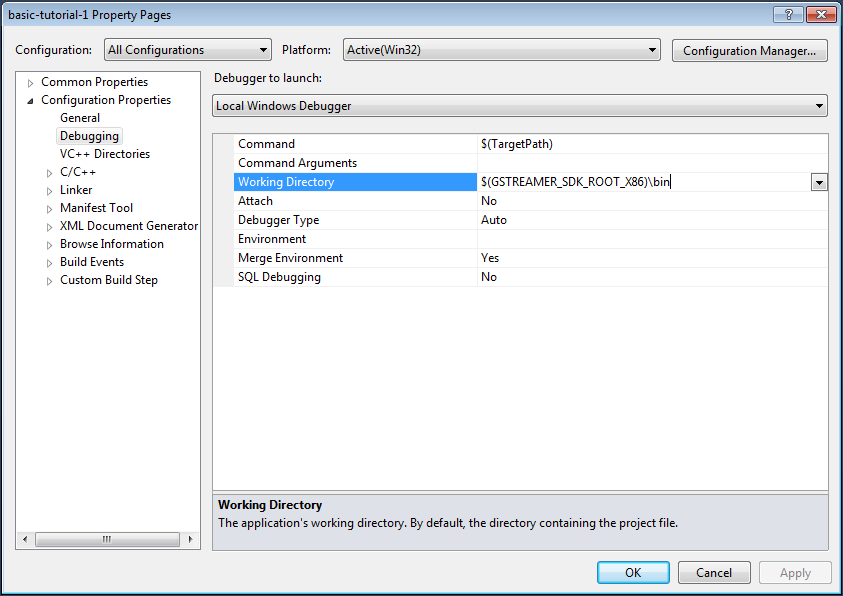 basic-tutorial-1 Property Pages
Configuration: All Configurations Platform: Active(Win32) Configuration Manager...
Common Properties
Configuration Properties
General
Debugging
VC++ Directories
C/C++
Linker
Manifest Tool
XML Document Generator
Browse Information
Build Events
Custom Build Step
Debugger to launch:
Local Windows Debugger
Command $(TargetPath)
Command Arguments
Working Directory $(GSTREAMER_SDK_ROOT_X86)\bin
Attach No
Debugger Type Auto
Environment
Merge Environment Yes
SQL Debugging No
Working Directory
The application's working directory. By default, the directory containing the project file.
OK Cancel Apply